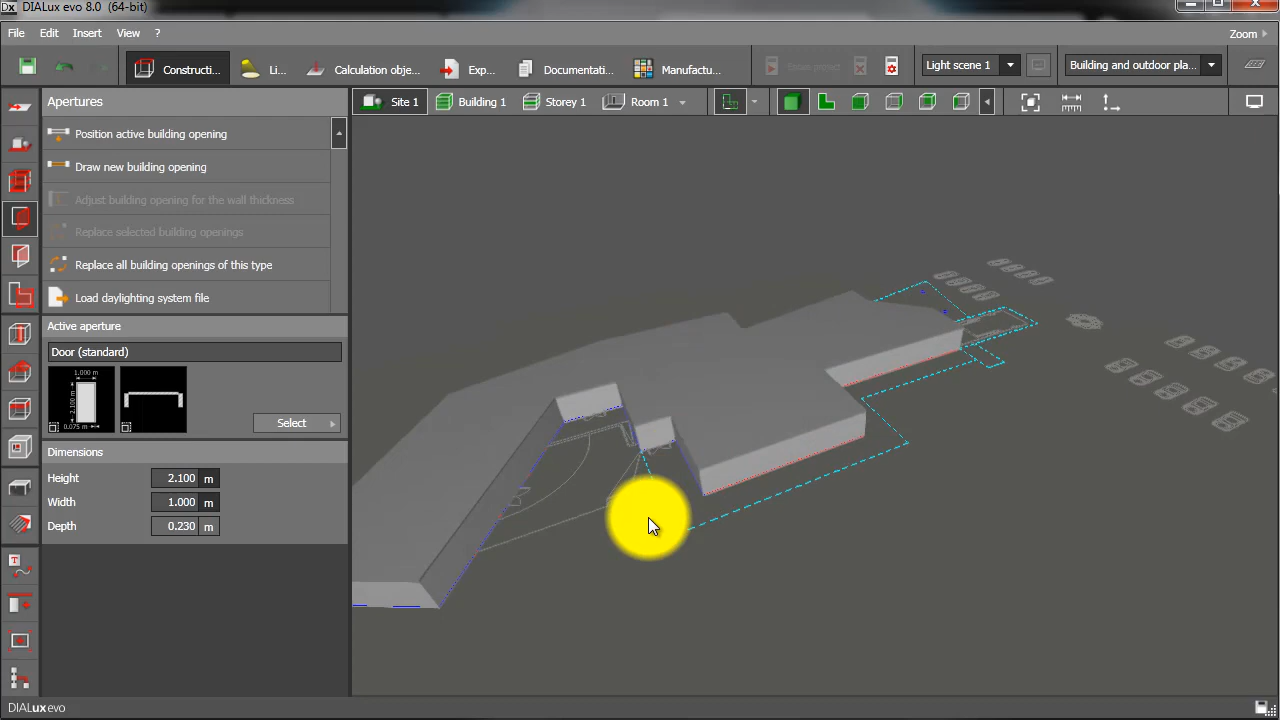 DX DIALux evo 8.0 (64-bit)
File Edit Insert View ?
Zoom
Constructi... Li... Calculation obje... Exp... Documentati... Manufactu... Light scene 1 Building and outdoor pla...
Apertures
Site 1 Building 1 Storey 1 Room 1
Position active building opening
Draw new building opening
Adjust building opening for the wall thickness
Replace selected building openings
Replace all building openings of this type
Load daylighting system file
Active aperture
Door (standard)
1.000 m
2.100 m
0.075 m
Select
Dimensions
Height 2.100 m
Width 1.000 m
Depth 0.230 m
DIALux evo